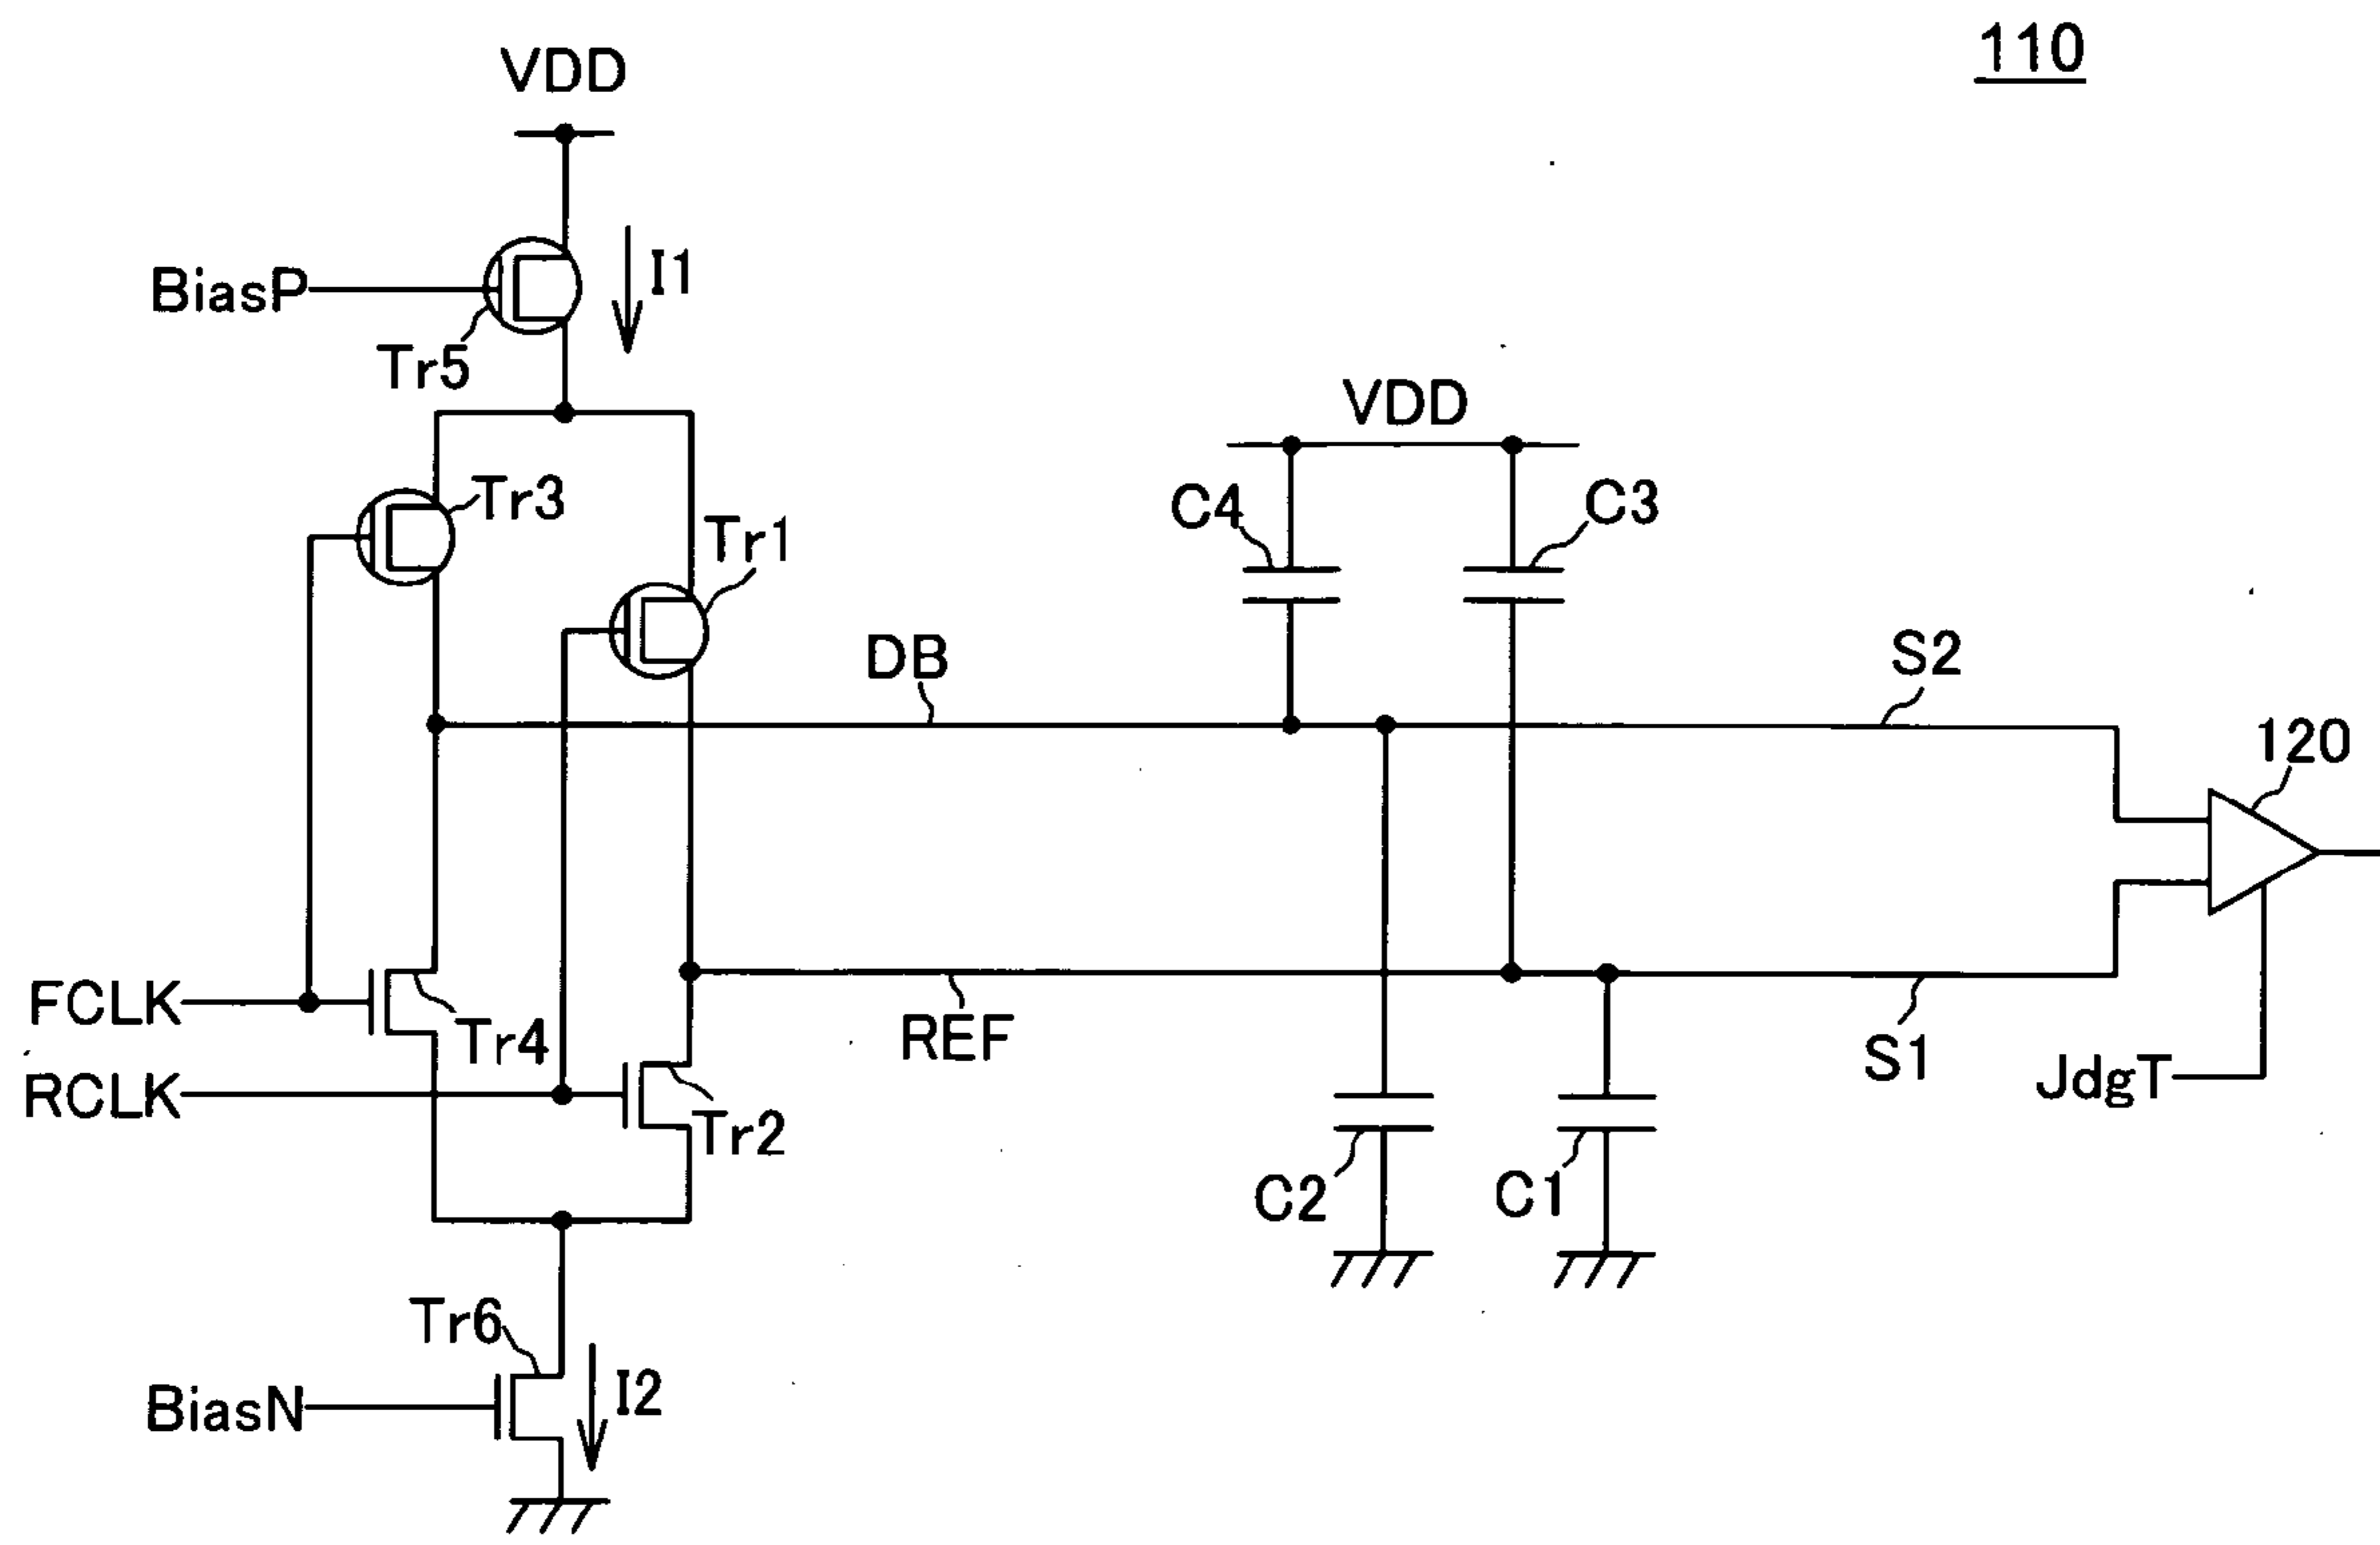 110
VDD
BiasP
I1
Tr5
VDD
Tr3
C4
C3
Tr1
DB
S2
120
FCLK
Tr4
REF
S1
JdgT
RCLK
Tr2
C2
C1
Tr6
BiasN
I2